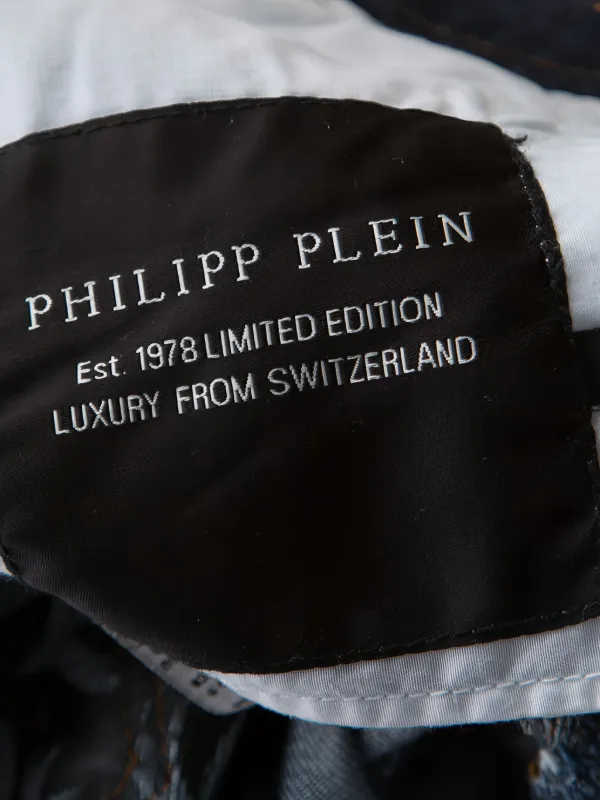 PHILIPP PLEIN
Est. 1978 LIMITED EDITION
LUXURY FROM SWITZERLAND